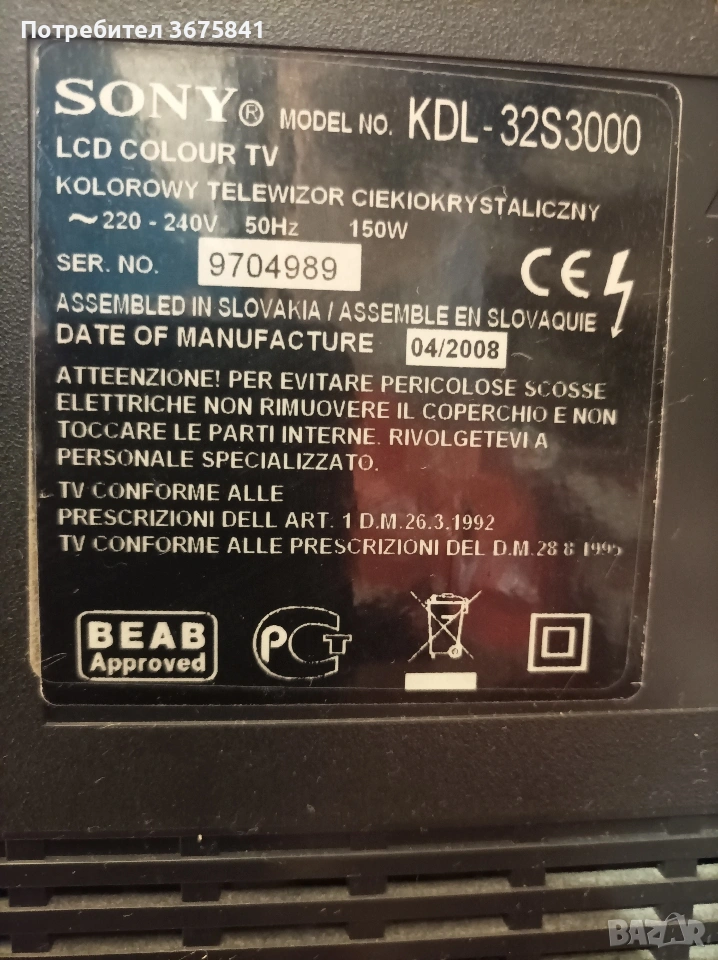 Потребител 3675841
SONY® MODEL NO. KDL-32S3000
LCD COLOUR TV
KOLOROWY TELEWIZOR CIEKIOKRYSTALICZNY
~220 - 240V 50Hz 150W
SER. NO. 9704989
CE
ASSEMBLED IN SLOVAKIA / ASSEMBLE EN SLOVAQUIE
DATE OF MANUFACTURE 04/2008
ATTEENZIONE! PER EVITARE PERICOLOSE SCOSSE
ELETTRICHE NON RIMUOVERE IL COPERCHIO E NON
TOCCARE LE PARTI INTERNE. RIVOLGETEVI A
PERSONALE SPECIALIZZATO.
TV CONFORME ALLE
PRESCRIZIONI DELL ART. 1 D.M.26.3.1992
TV CONFORME ALLE PRESCRIZIONI DEL D.M.28 8 1995
BEAB
Approved
PCT
BAZAR